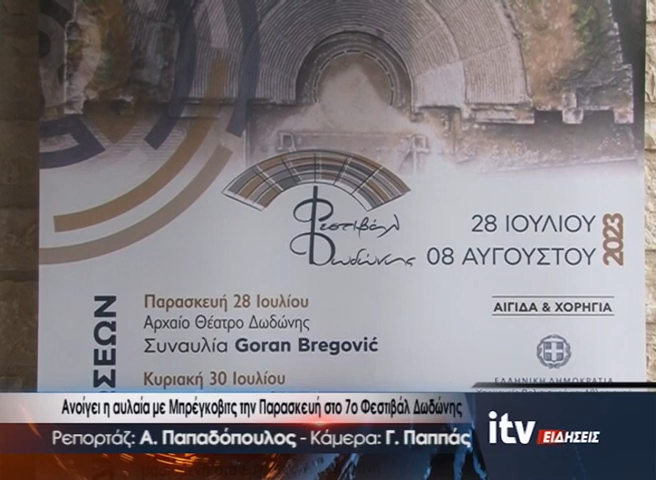 Φεστιβάλ
Δωδώνης
28 ΙΟΥΛΙΟΥ
08 ΑΥΓΟΥΣΤΟΥ
2023
ΑΙΓΙΔΑ & ΧΟΡΗΓΙΑ
ΕΛΛΗΝΙΚΗ ΔΗΜΟΚΡΑΤΙΑ
Παρασκευή 28 Ιουλίου
Αρχαίο Θέατρο Δωδώνης
Συναυλία Goran Bregović
Κυριακή 30 Ιουλίου
Ανοίγει η αυλαία με Μπρέγκοβιτς την Παρασκευή στο 7ο Φεστιβάλ Δωδώνης
Ρεπορτάζ: Α. Παπαδόπουλος - Κάμερα: Γ. Παππάς
itv ΕΙΔΗΣΕΙΣ